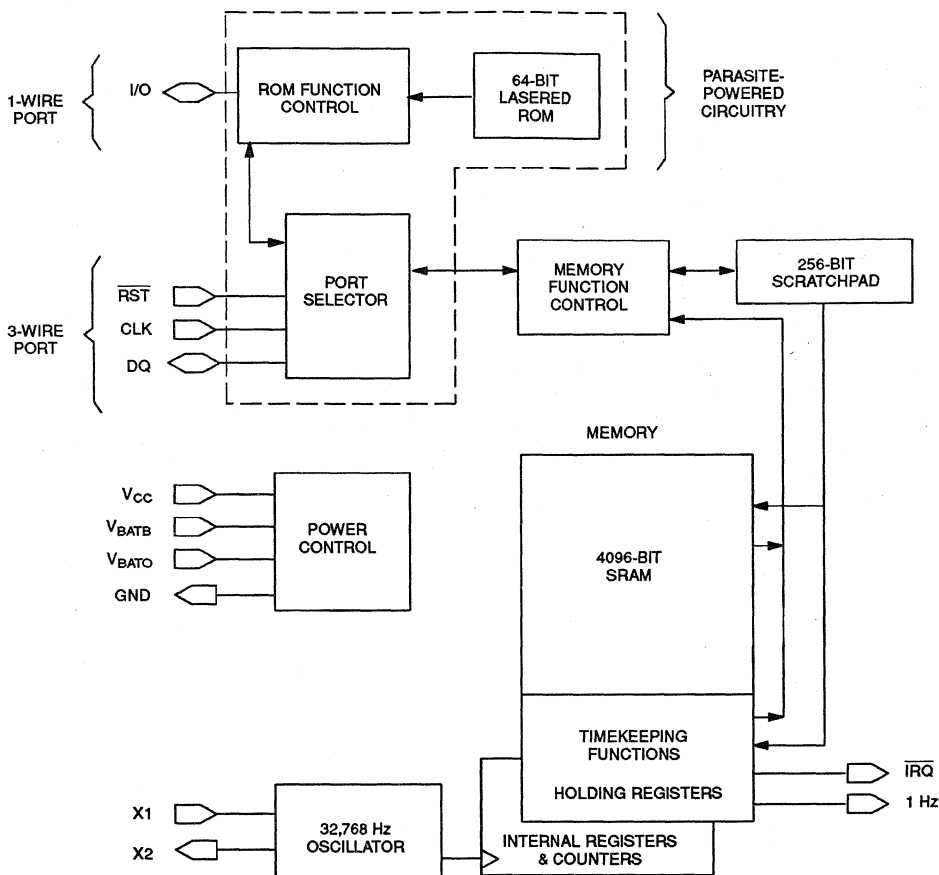 1-WIRE
PORT
I/O
ROM FUNCTION
CONTROL
64-BIT
LASERED
ROM
PARASITE-
POWERED
CIRCUITRY
3-WIRE
PORT
R̅S̅T̅
CLK
DQ
PORT
SELECTOR
MEMORY
FUNCTION
CONTROL
256-BIT
SCRATCHPAD
MEMORY
VCC
VBATB
VBATO
GND
POWER
CONTROL
4096-BIT
SRAM
TIMEKEEPING
FUNCTIONS
HOLDING REGISTERS
I̅R̅Q̅
1 Hz
X1
X2
32,768 Hz
OSCILLATOR
INTERNAL REGISTERS
& COUNTERS